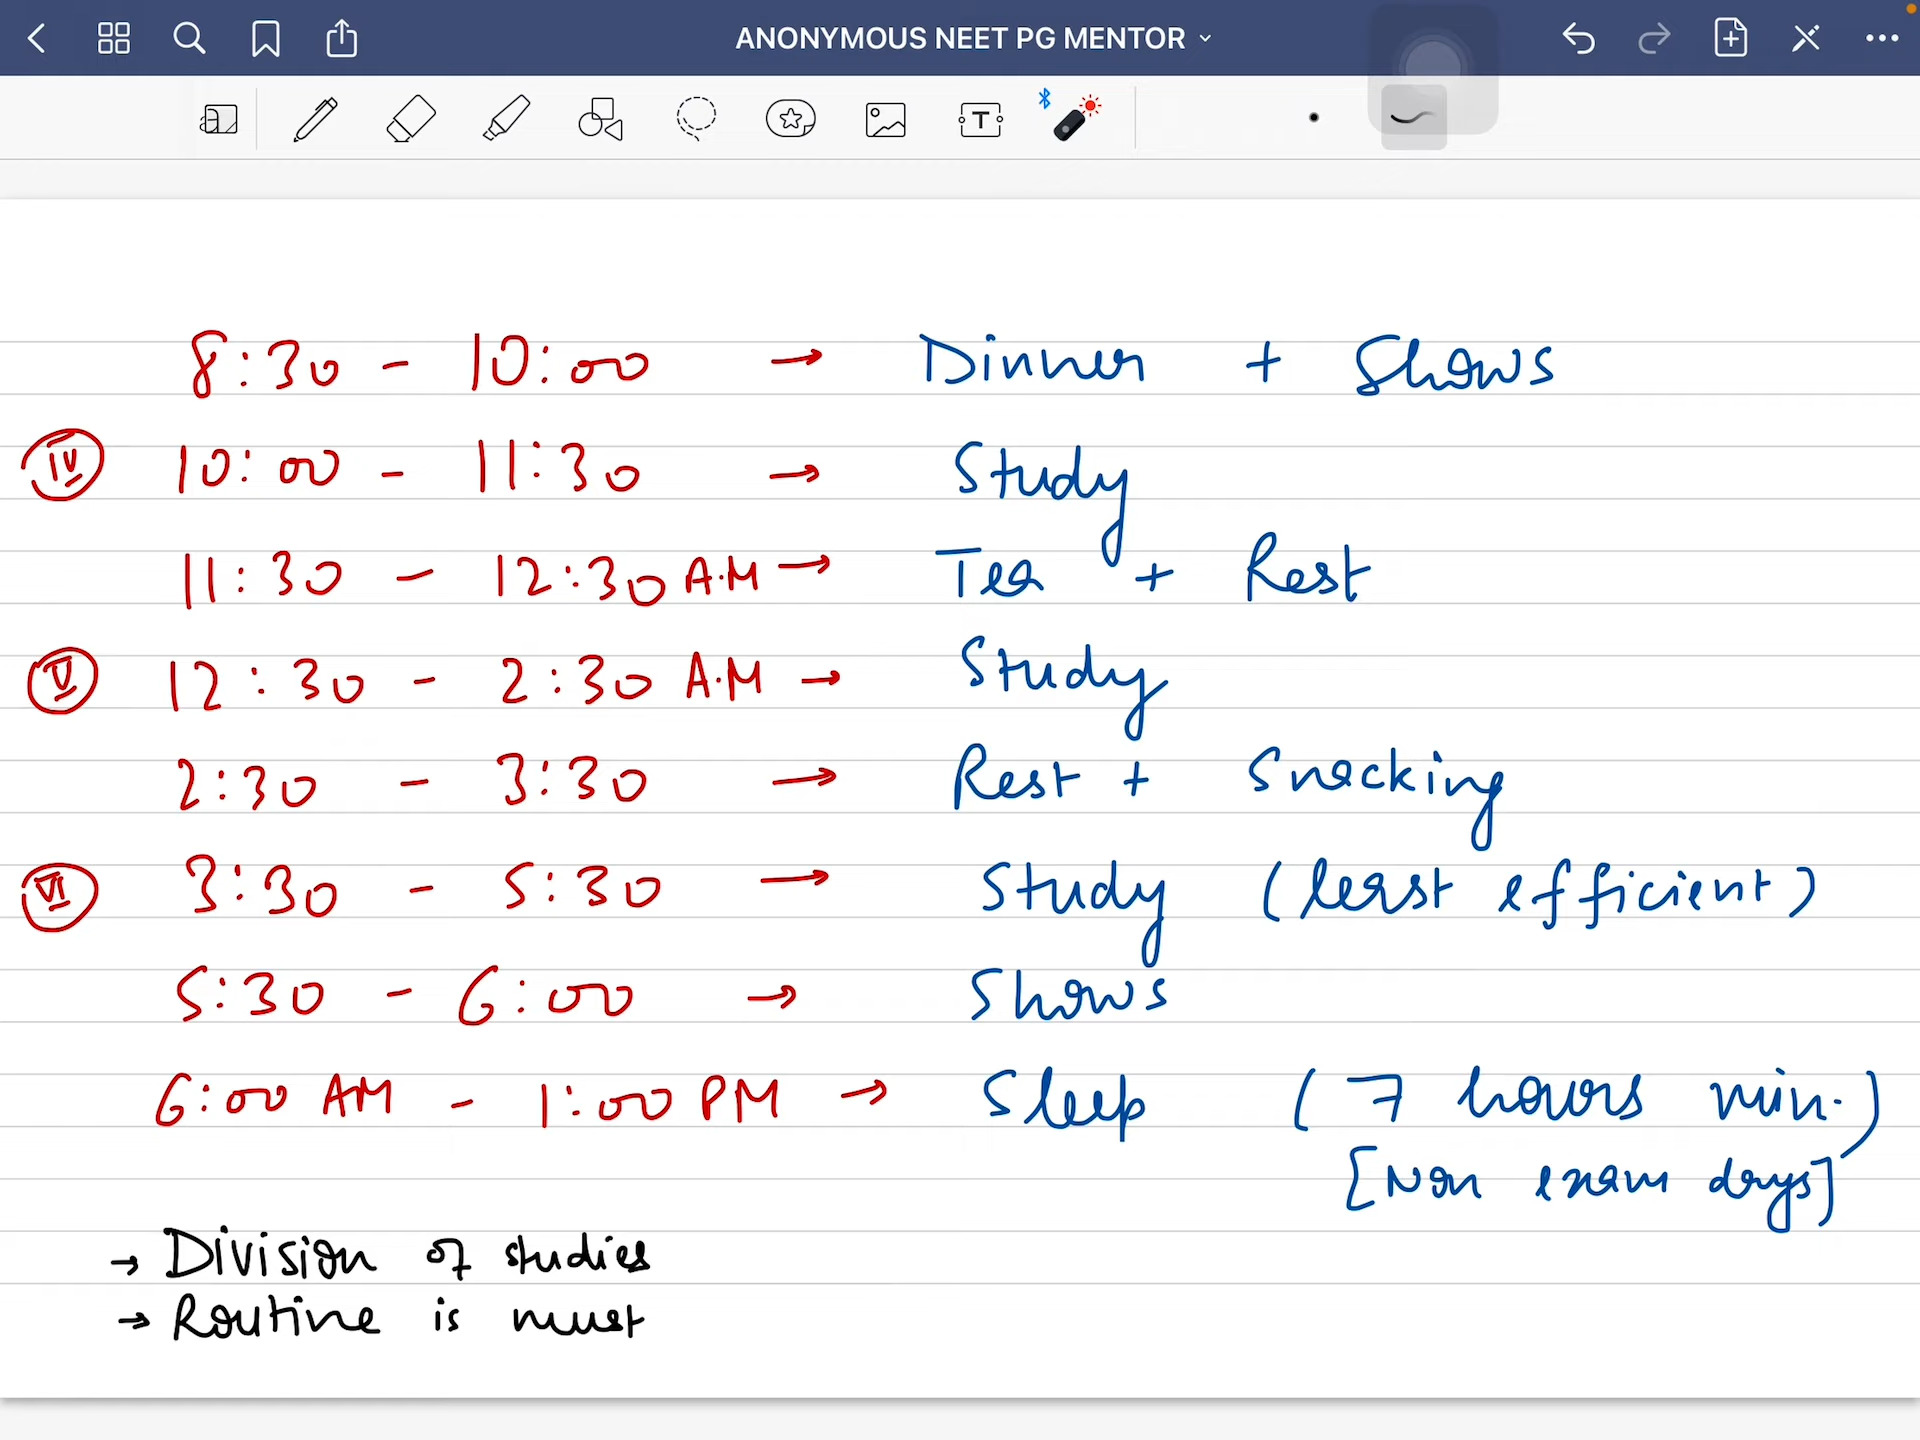 ANONYMOUS NEET PG MENTOR
8:30 - 10:00 → Dinner + Shows
IV 10:00 - 11:30 → Study
11:30 - 12:30 A.M → Tea + Rest
V 12:30 - 2:30 A.M → Study
2:30 - 3:30 → Rest + Snacking
VI 3:30 - 5:30 → Study (least efficient)
5:30 - 6:00 → Shows
6:00 AM - 1:00 PM → Sleep (7 hours min.)
[Non exam days]
→ Division of studies
→ Routine is must